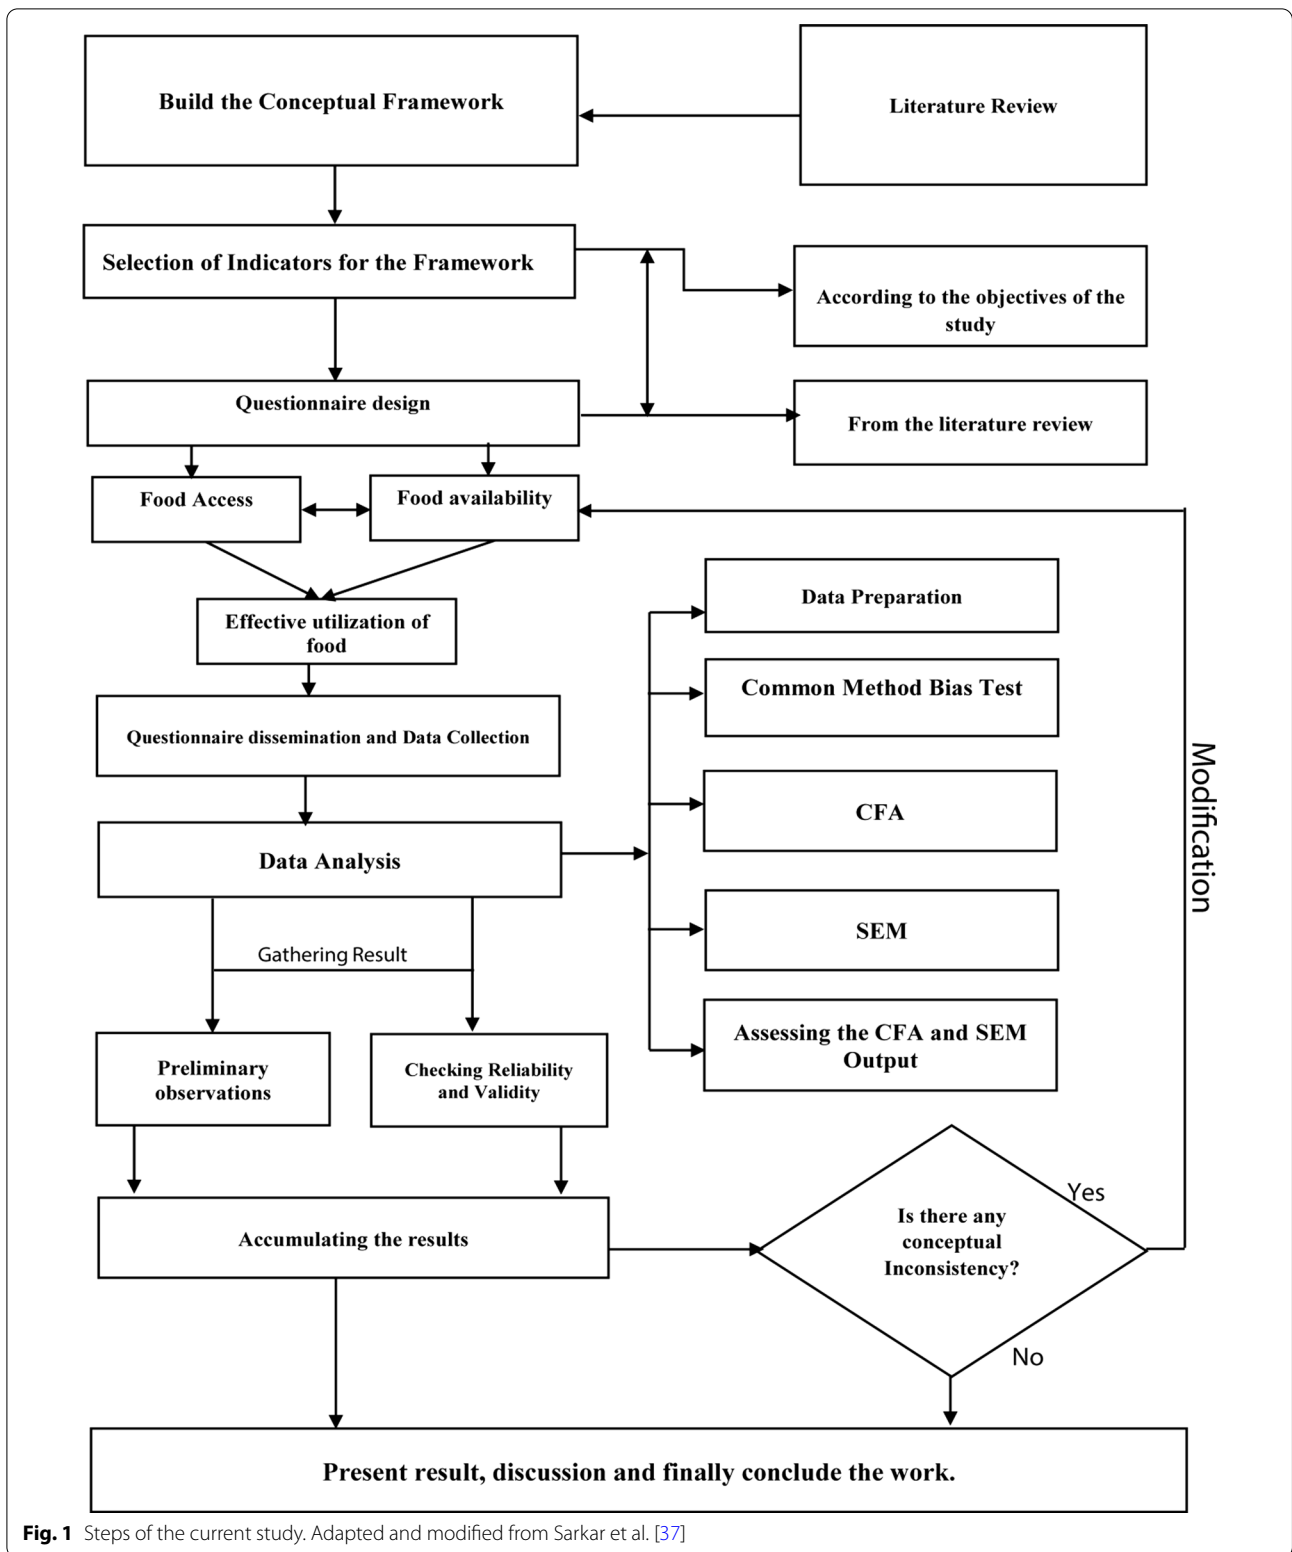 Build the Conceptual Framework
Literature Review
Selection of Indicators for the Framework
According to the objectives of the
study
Questionnaire design
From the literature review
Food Access
Food availability
Effective utilization of
food
Data Preparation
Common Method Bias Test
Questionnaire dissemination and Data Collection
CFA
Data Analysis
SEM
Gathering Result
Assessing the CFA and SEM
Output
Preliminary
observations
Checking Reliability
and Validity
Modification
Accumulating the results
Is there any
conceptual
Inconsistency?
Yes
No
Present result, discussion and finally conclude the work.
Fig. 1 Steps of the current study. Adapted and modified from Sarkar et al. [37]